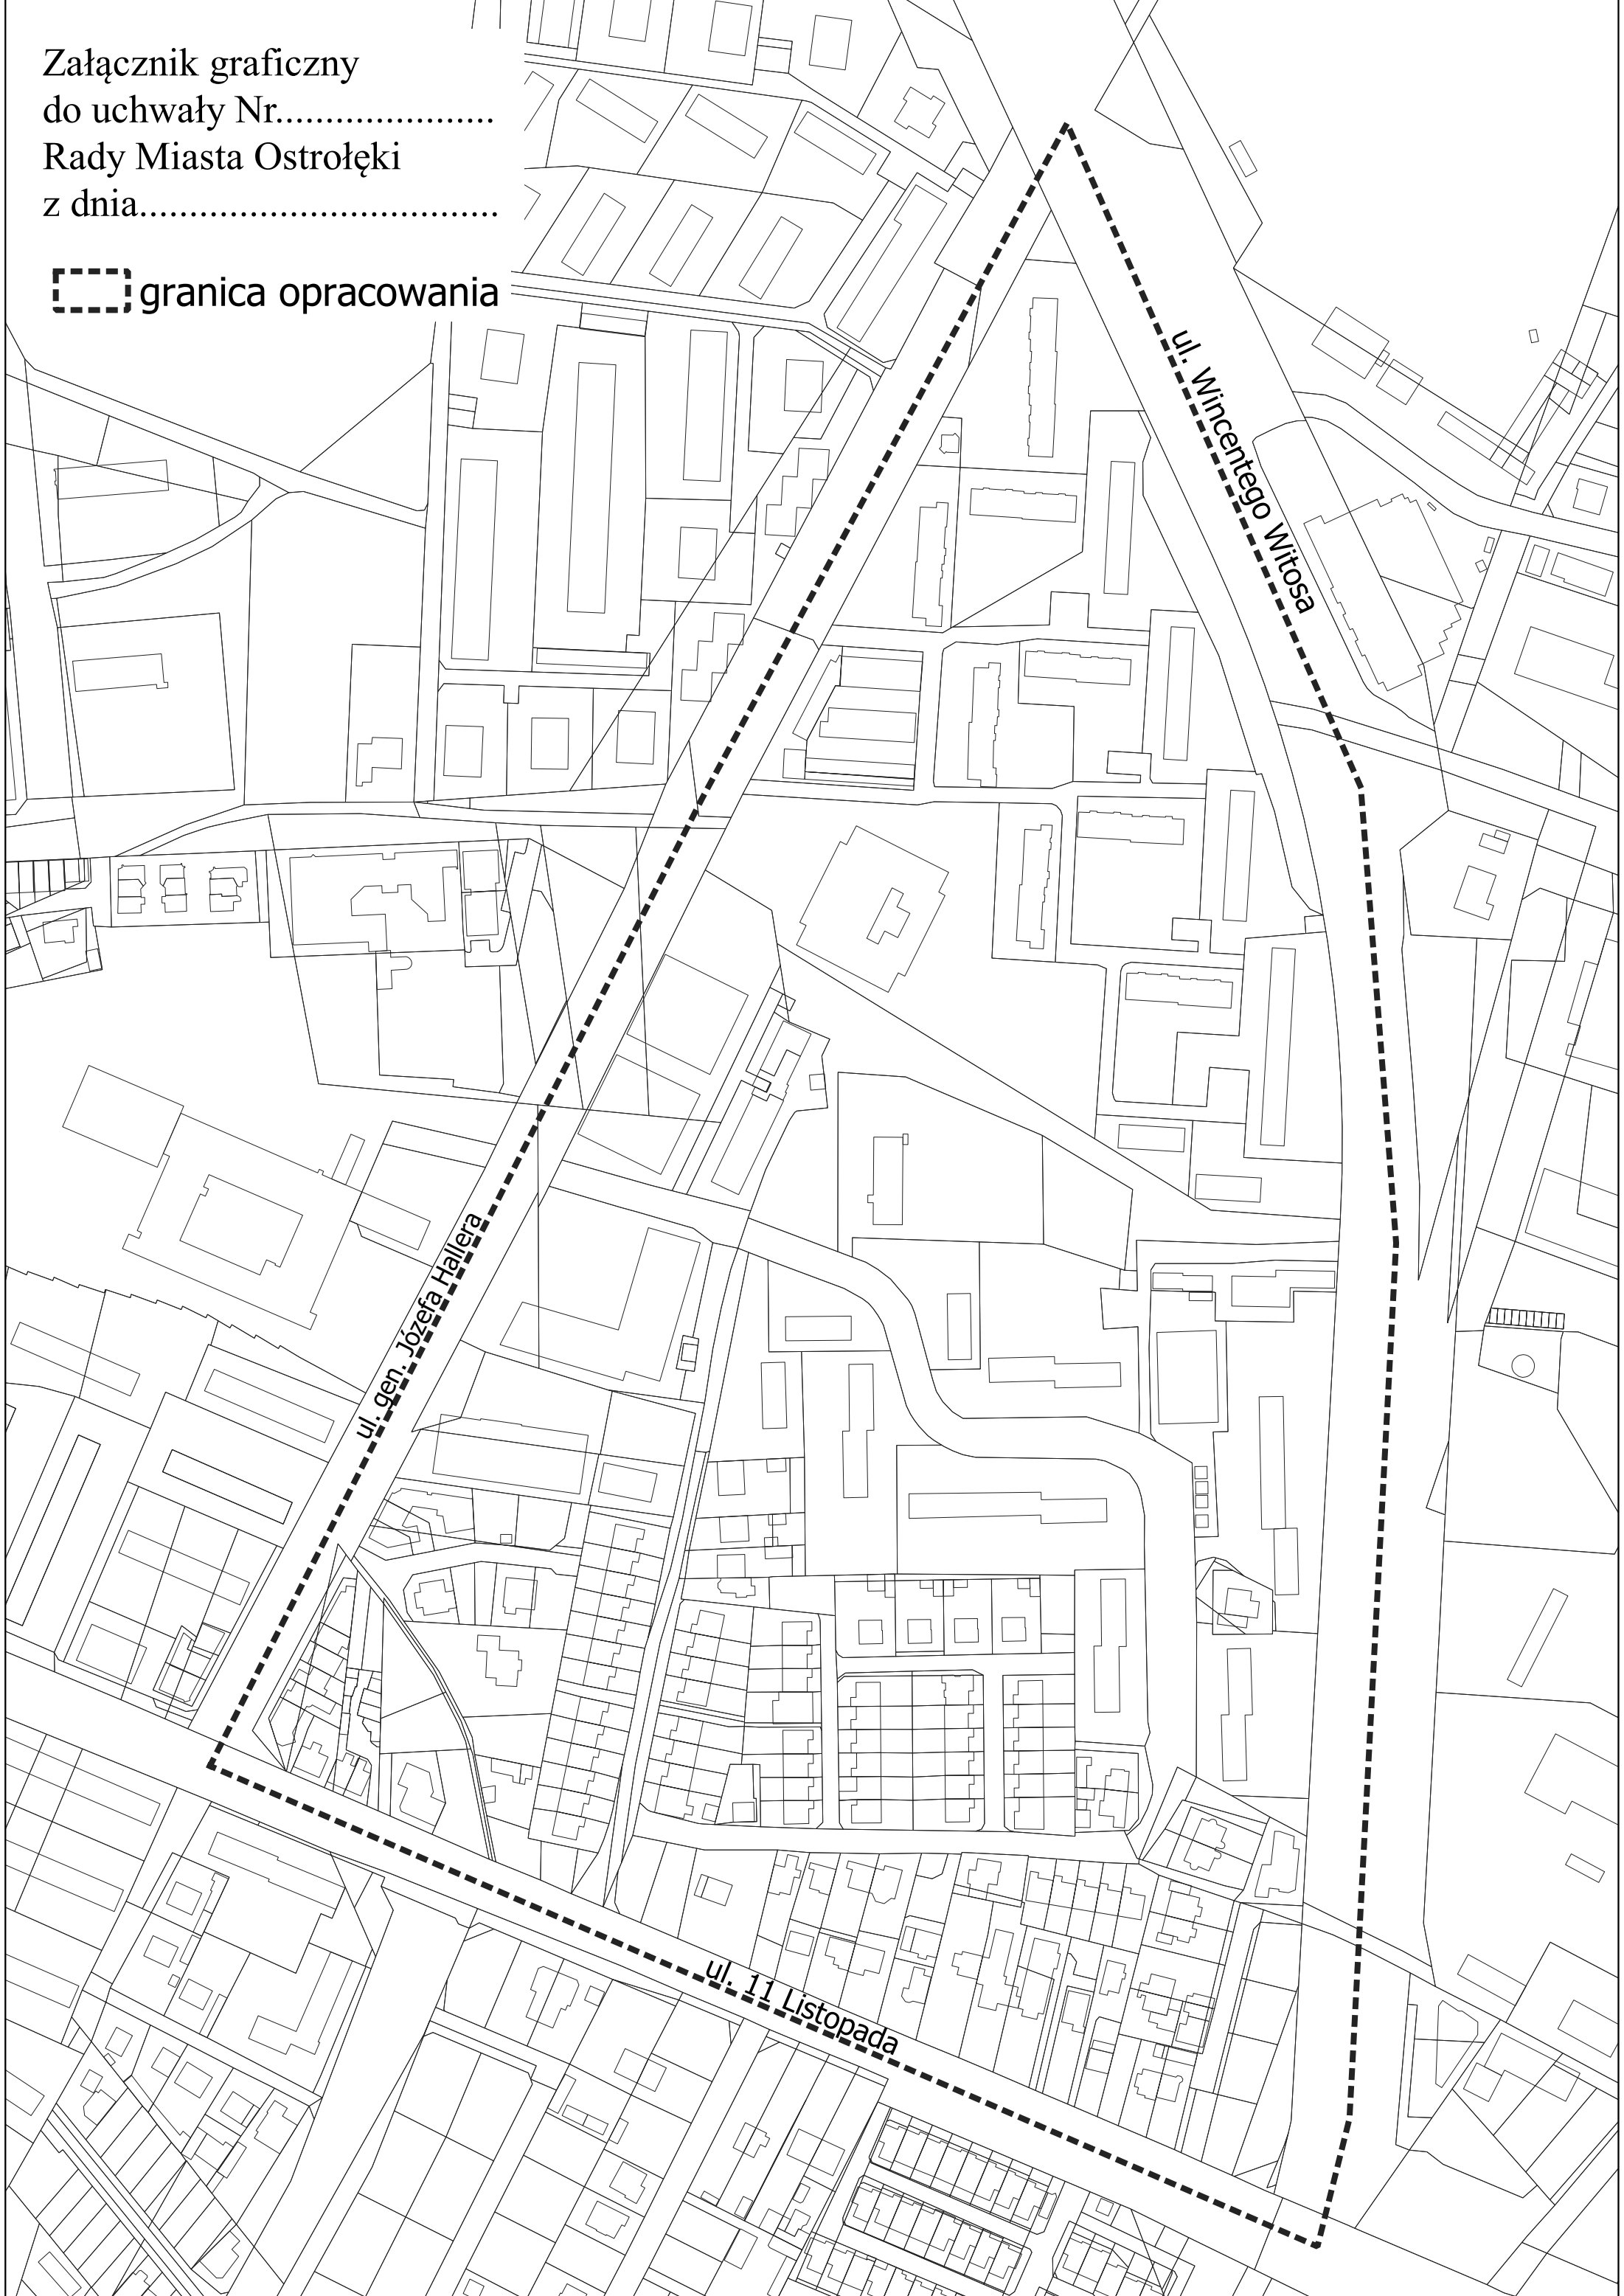 Załącznik graficzny
do uchwały Nr......................
Rady Miasta Ostrołęki
z dnia....................................
granica opracowania
ul. Wincentego Witosa
ul. gen. Józefa Hallera
ul. 11 Listopada